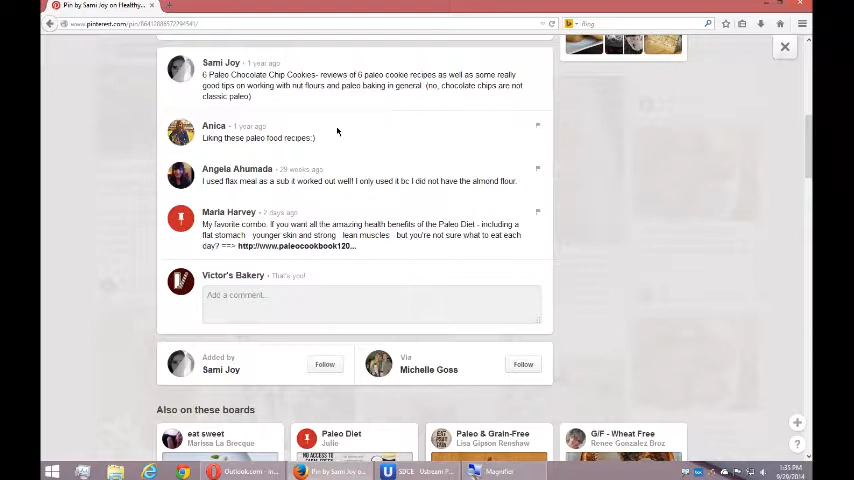 Pin by Sami Joy on Healthy...
www.pinterest.com/pin/86412886572294541/
Bing
Sami Joy • 1 year ago
6 Paleo Chocolate Chip Cookies- reviews of 6 paleo cookie recipes as well as some really
good tips on working with nut flours and paleo baking in general. (no, chocolate chips are not
classic paleo)
Anica • 1 year ago
Liking these paleo food recipes:)
Angela Ahumada • 29 weeks ago
I used flax meal as a sub it worked out well! I only used it bc I did not have the almond flour.
Maria Harvey • 2 days ago
My favorite combo. If you want all the amazing health benefits of the Paleo Diet - including a
flat stomach younger skin and strong lean muscles but you're not sure what to eat each
day? ==> http://www.paleocookbook120...
Victor's Bakery • That's you!
Add a comment...
Added by
Sami Joy
Follow
Via
Michelle Goss
Follow
Also on these boards
eat sweet
Marissa La Brecque
Paleo Diet
Julie
Paleo & Grain-Free
Lisa Gipson Renshaw
G/F - Wheat Free
Renee Gonzalez Broz
NO ACCESS TO
Outlook.com - m...
Pin by Sami Joy o...
SDCE - Ustream P...
Magnifier
1:35 PM
9/29/2014